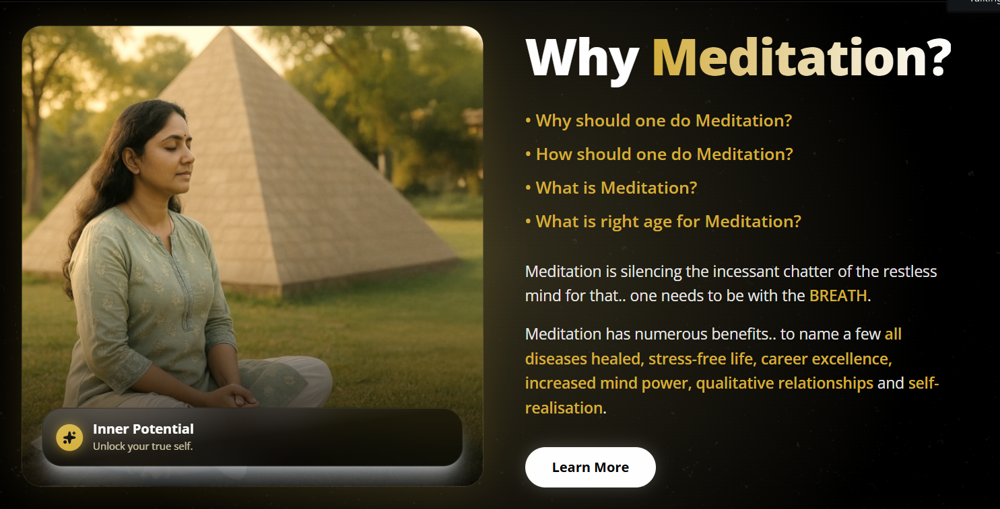 Why Meditation?
• Why should one do Meditation?
• How should one do Meditation?
• What is Meditation?
• What is right age for Meditation?
Meditation is silencing the incessant chatter of the restless
mind for that.. one needs to be with the BREATH.
Meditation has numerous benefits.. to name a few all
diseases healed, stress-free life, career excellence,
increased mind power, qualitative relationships and self-
realisation.
Learn More
Inner Potential
Unlock your true self.